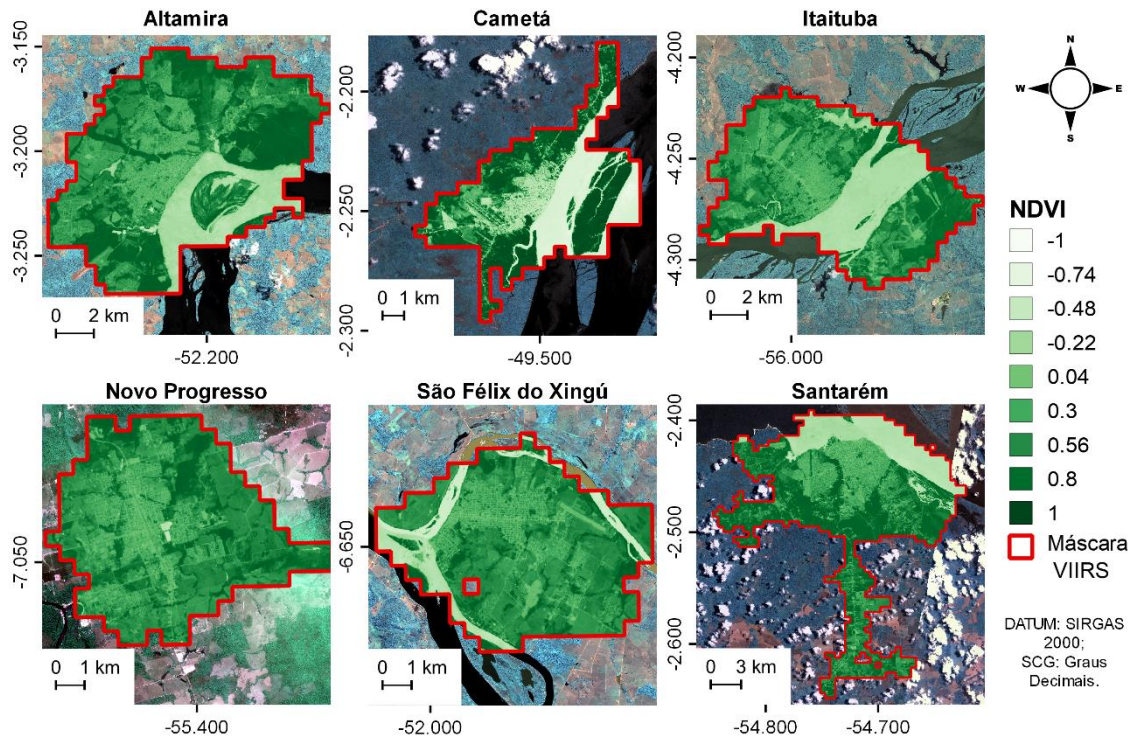 Altamira
-3.150
-3.2000
-3.250
0 2 km
-52.200
Cametá
-2.200
-2.250
-2.300
0 1 km
-49.500
Itaituba
-4.200
-4.250
-4.300
0 2 km
-56.000
Novo Progresso
-7.050
0 1 km
-55.400
São Félix do Xingú
-6.650
0 1 km
-52.000
Santarém
-2.400
-2.500
-2.600
0 3 km
-54.800
-54.700
N
W
E
S
NDVI
-1
-0.74
-0.48
-0.22
0.04
0.3
0.56
0.8
1
Máscara
VIIRS
DATUM: SIRGAS
2000;
SCG: Graus
Decimais.